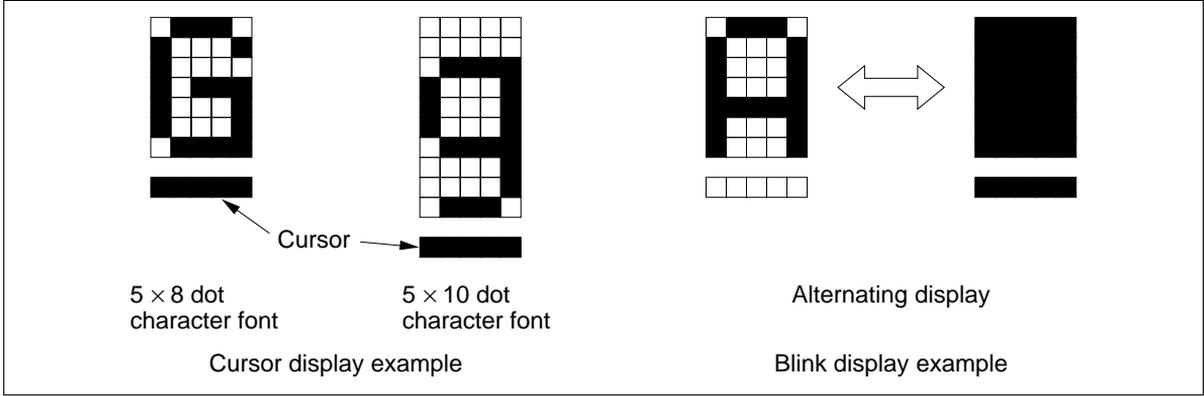 Cursor
5 × 8 dot
character font
5 × 10 dot
character font
Alternating display
Cursor display example
Blink display example